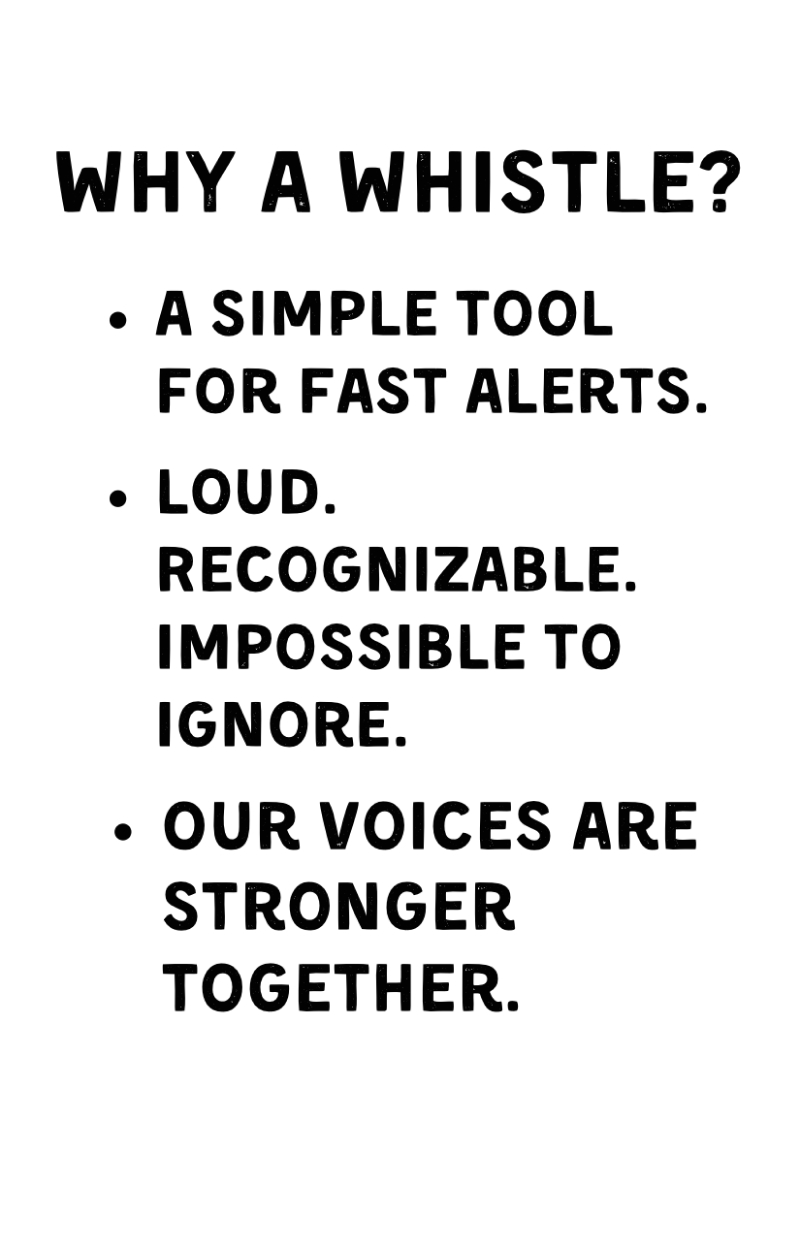 WHY A WHISTLE?
• A SIMPLE TOOL
FOR FAST ALERTS.
• LOUD.
RECOGNIZABLE.
IMPOSSIBLE TO
IGNORE.
• OUR VOICES ARE
STRONGER
TOGETHER.